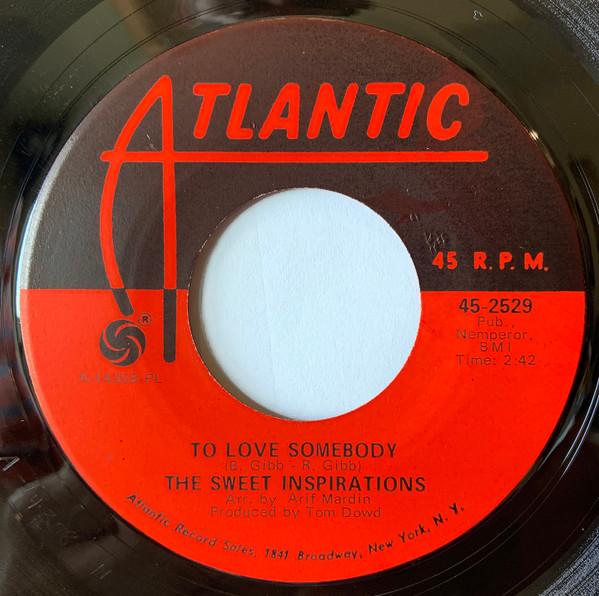 ATLANTIC
45 R.P.M.
45-2529
Pub.,
Nemperor,
BMI
Time: 2:42
®
TO LOVE SOMEBODY
(B. Gibb - R. Gibb)
THE SWEET INSPIRATIONS
Arr. by Arif Mardin
Produced by Tom Dowd
Atlantic Record Sales, 1841 Broadway, New York, N. Y.